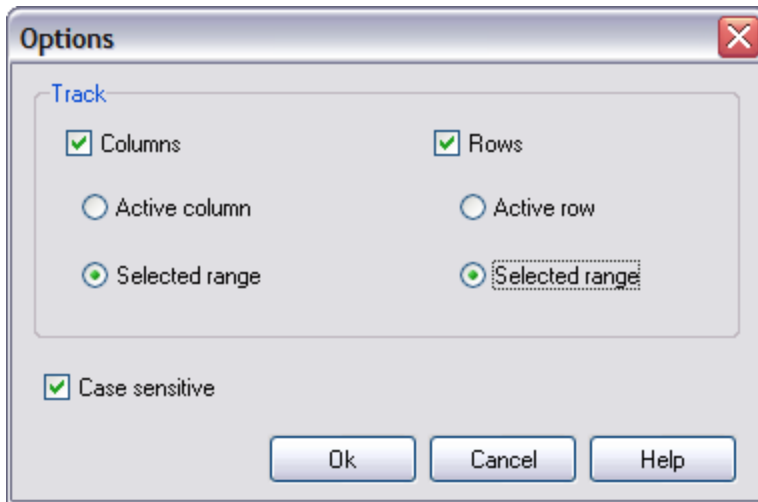 Options
Track
Columns Rows
Active column Active row
Selected range Selected range
Case sensitive
Ok Cancel Help